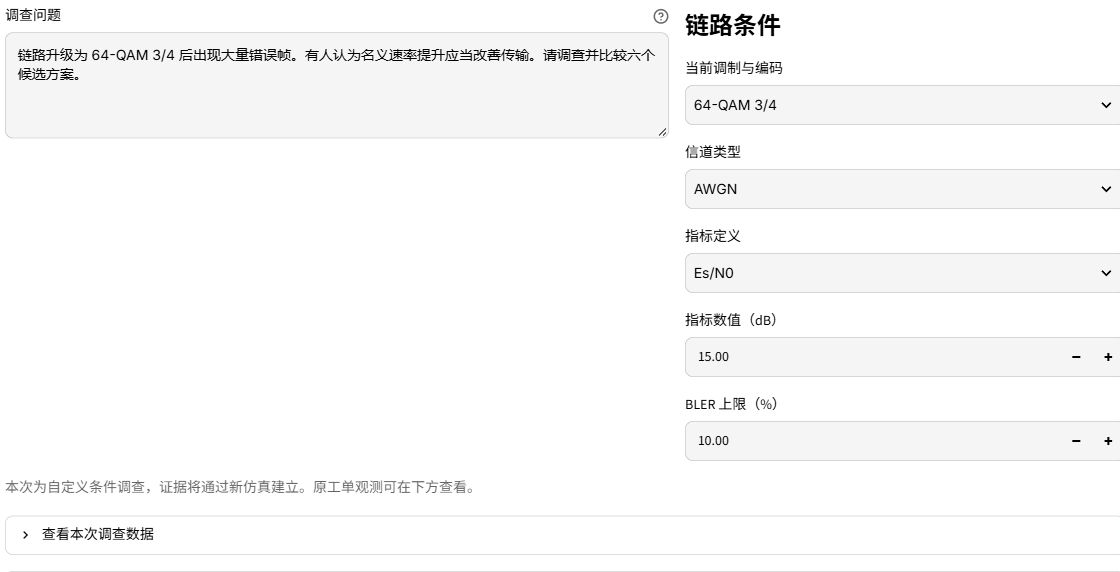 调查问题
链路升级为 64-QAM 3/4 后出现大量错误帧。有人认为名义速率提升应当改善传输。请调查并比较六个
候选方案。
链路条件
当前调制与编码
64-QAM 3/4
信道类型
AWGN
指标定义
Es/N0
指标数值（dB）
15.00
BLER 上限（%）
10.00
本次为自定义条件调查，证据将通过新仿真建立。原工单观测可在下方查看。
查看本次调查数据